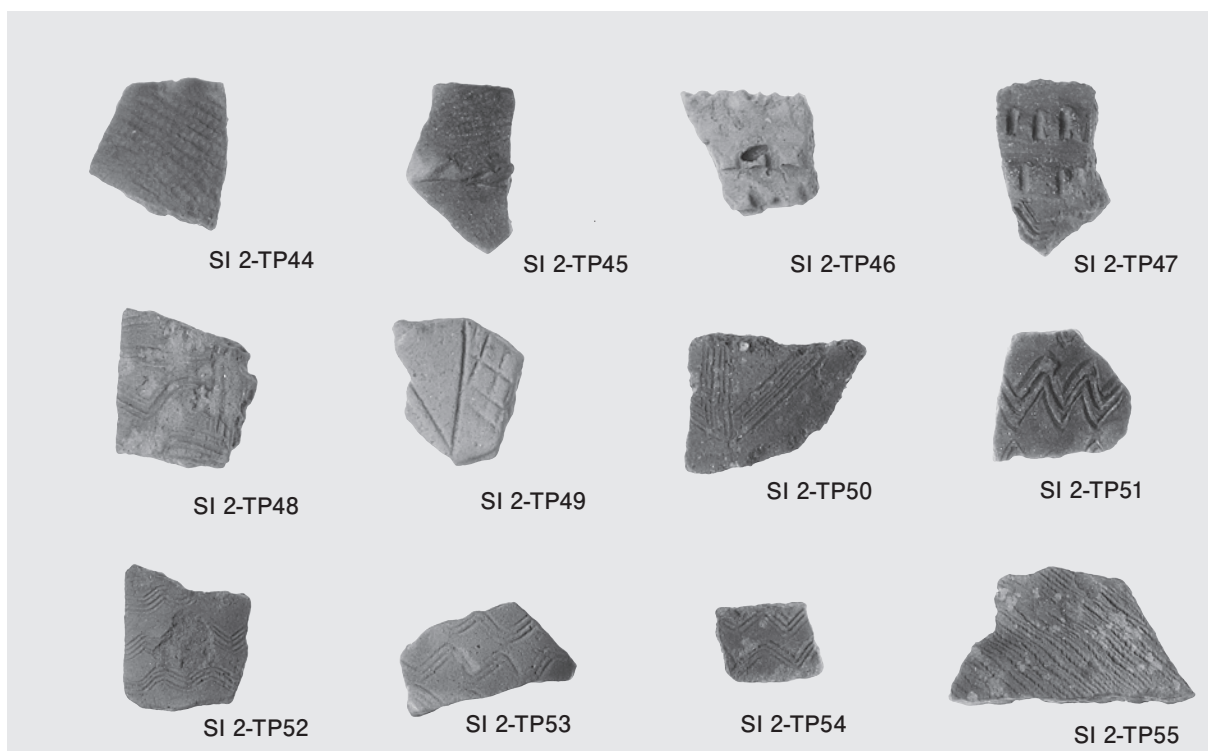 SI 2-TP44
SI 2-TP45
SI 2-TP46
SI 2-TP47
SI 2-TP48
SI 2-TP49
SI 2-TP50
SI 2-TP51
SI 2-TP52
SI 2-TP53
SI 2-TP54
SI 2-TP55